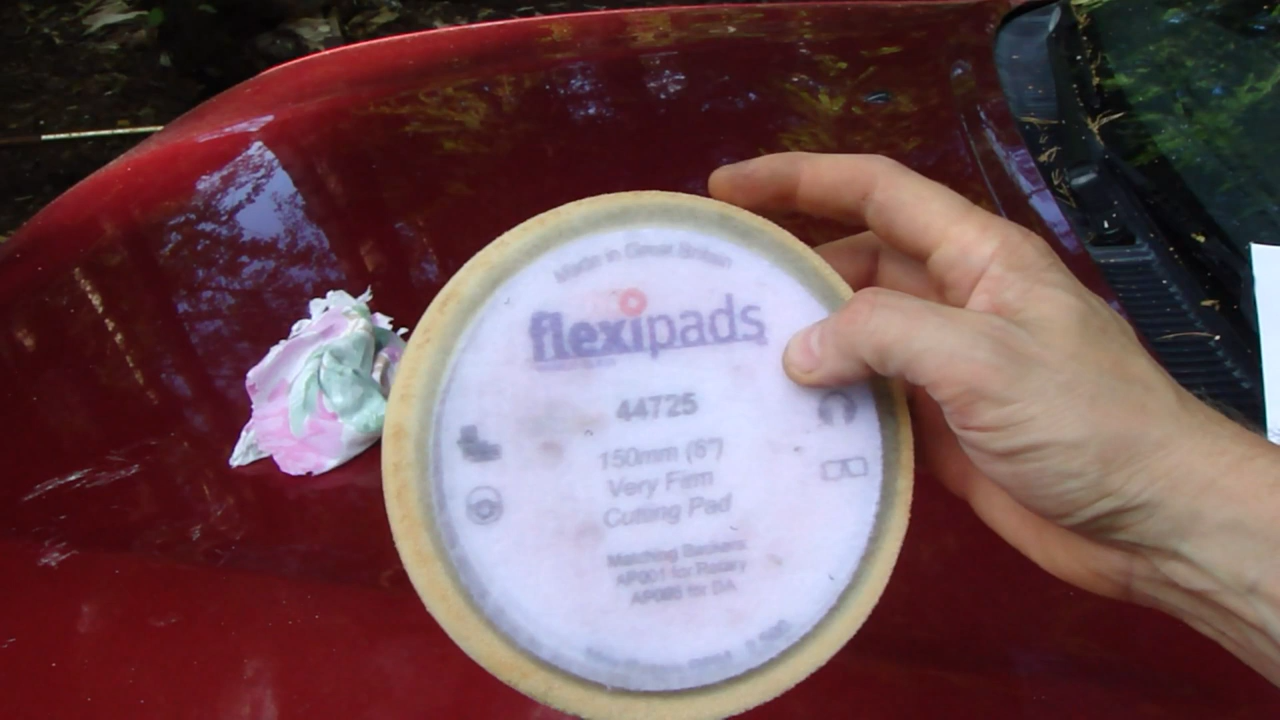 Made in Great Britain
flexipads
44725
150mm (6")
Very Firm
Cutting Pad
Matching Backers
AP001 for Rotary
for DA